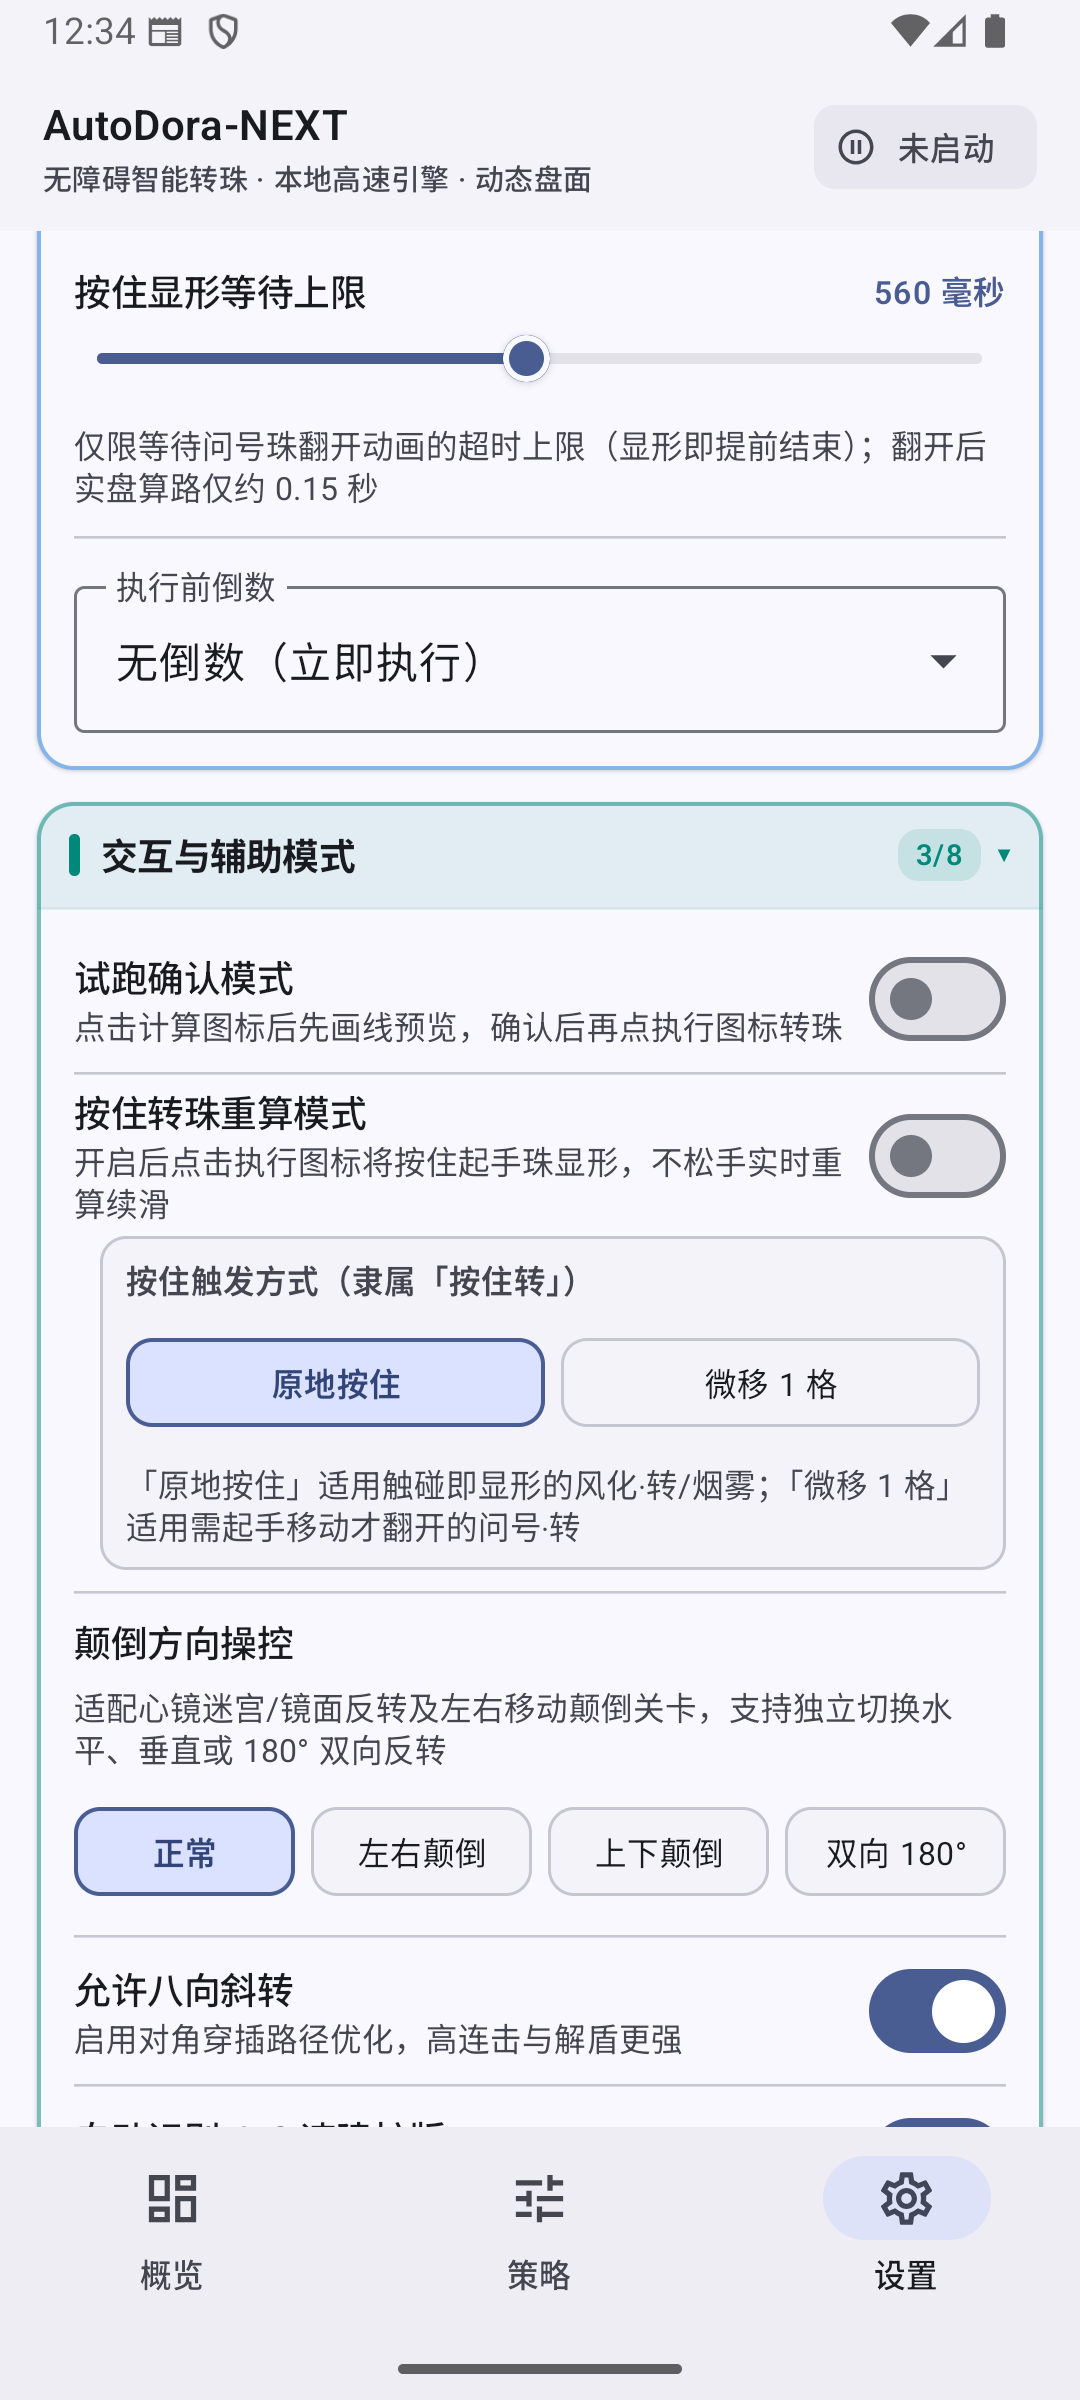 12:34
AutoDora-NEXT
无障碍智能转珠 · 本地高速引擎 · 动态盘面
未启动
按住显形等待上限
560 毫秒
仅限等待问号珠翻开动画的超时上限（显形即提前结束）；翻开后
实盘算路仅约 0.15 秒
执行前倒数
无倒数（立即执行）
交互与辅助模式
3/8
试跑确认模式
点击计算图标后先画线预览，确认后再点执行图标转珠
按住转珠重算模式
开启后点击执行图标将按住起手珠显形，不松手实时重
算续滑
按住触发方式（隶属「按住转」）
原地按住
微移 1 格
「原地按住」适用触碰即显形的风化·转/烟雾；「微移 1 格」
适用需起手移动才翻开的问号·转
颠倒方向操控
适配心镜迷宫/镜面反转及左右移动颠倒关卡，支持独立切换水
平、垂直或 180° 双向反转
正常
左右颠倒
上下颠倒
双向 180°
允许八向斜转
启用对角穿插路径优化，高连击与解盾更强
概览
策略
设置